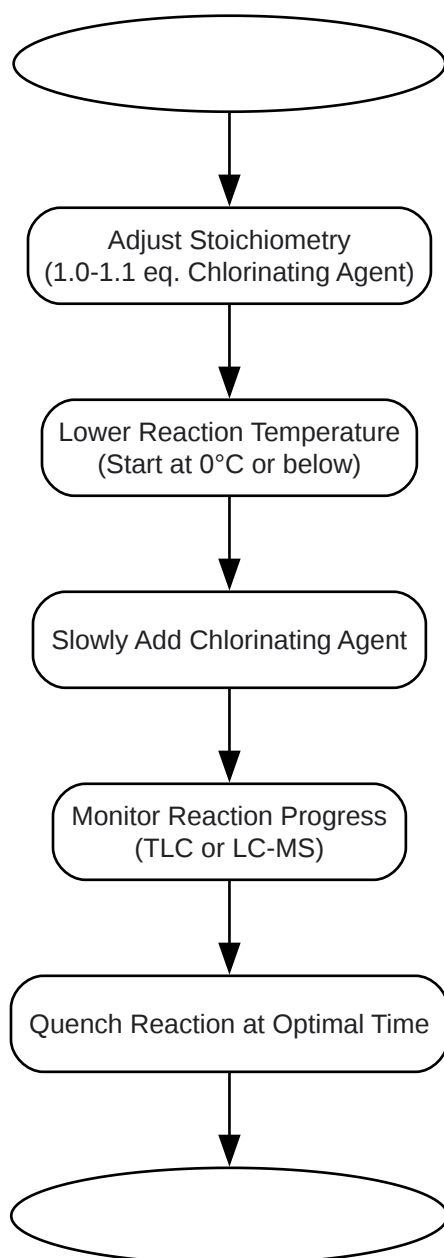 Adjust Stoichiometry
(1.0-1.1 eq. Chlorinating Agent)
Lower Reaction Temperature
(Start at 0°C or below)
Slowly Add Chlorinating Agent
Monitor Reaction Progress
(TLC or LC-MS)
Quench Reaction at Optimal Time